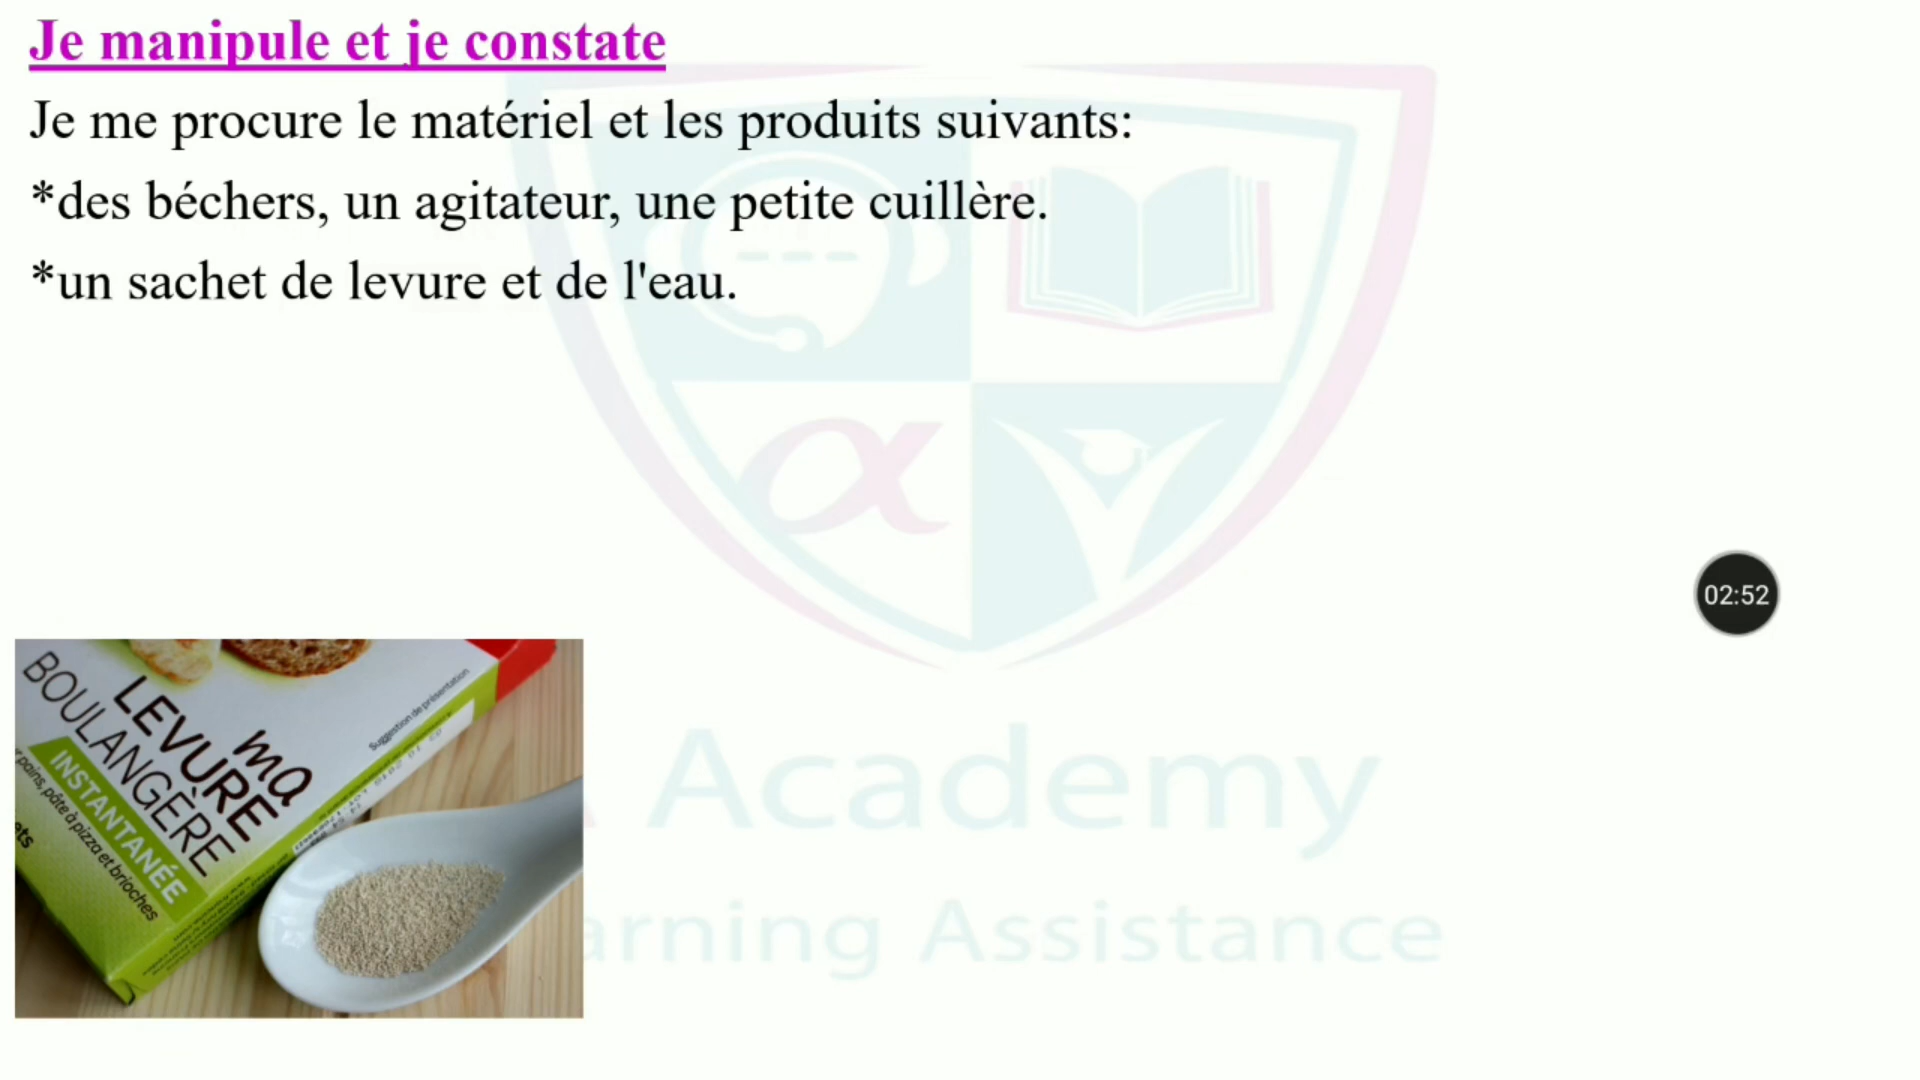 Je manipule et je constate
Je me procure le matériel et les produits suivants:
*des béchers, un agitateur, une petite cuillère.
*un sachet de levure et de l'eau.
02:52
ma
LEVURE
BOULANGÈRE
INSTANTANÉE
pains, pâte à pizza et brioches
Suggestion de présentation
ets
Academy
arning Assistance